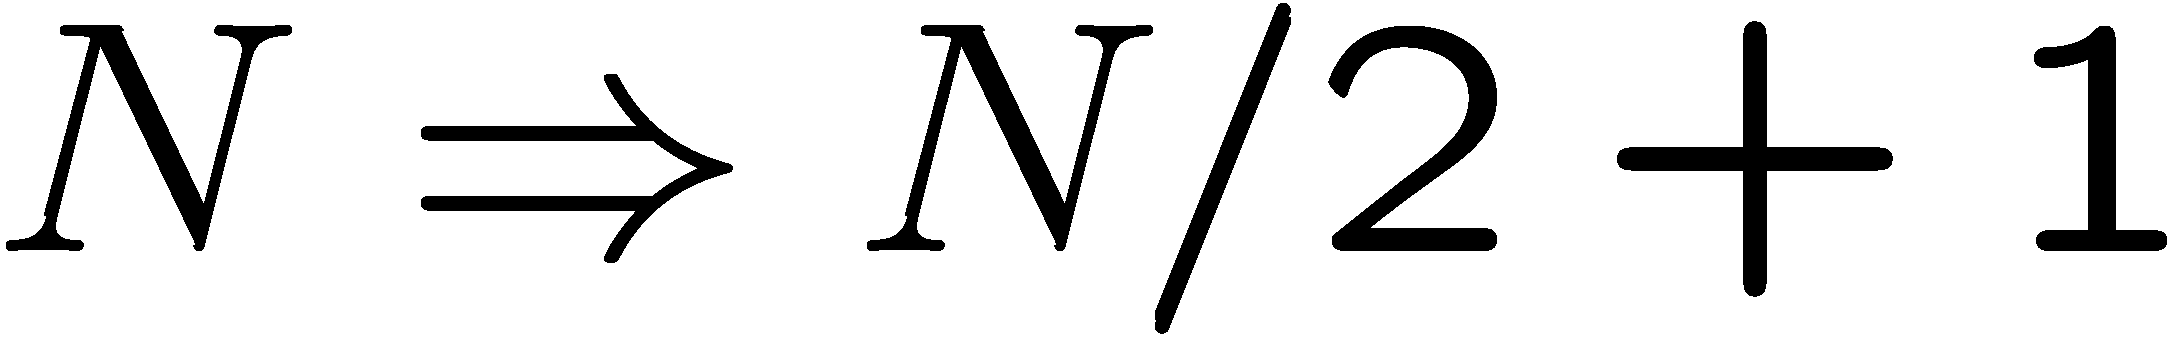 N ⇒ N/2 + 1